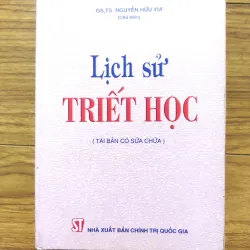 GS,TS. NGUYỄN HỮU VUI
(Chủ biên)
Lịch sử
TRIẾT HỌC
( TÁI BẢN CÓ SỬA CHỮA )
ST
NHÀ XUẤT BẢN CHÍNH TRỊ QUỐC GIA